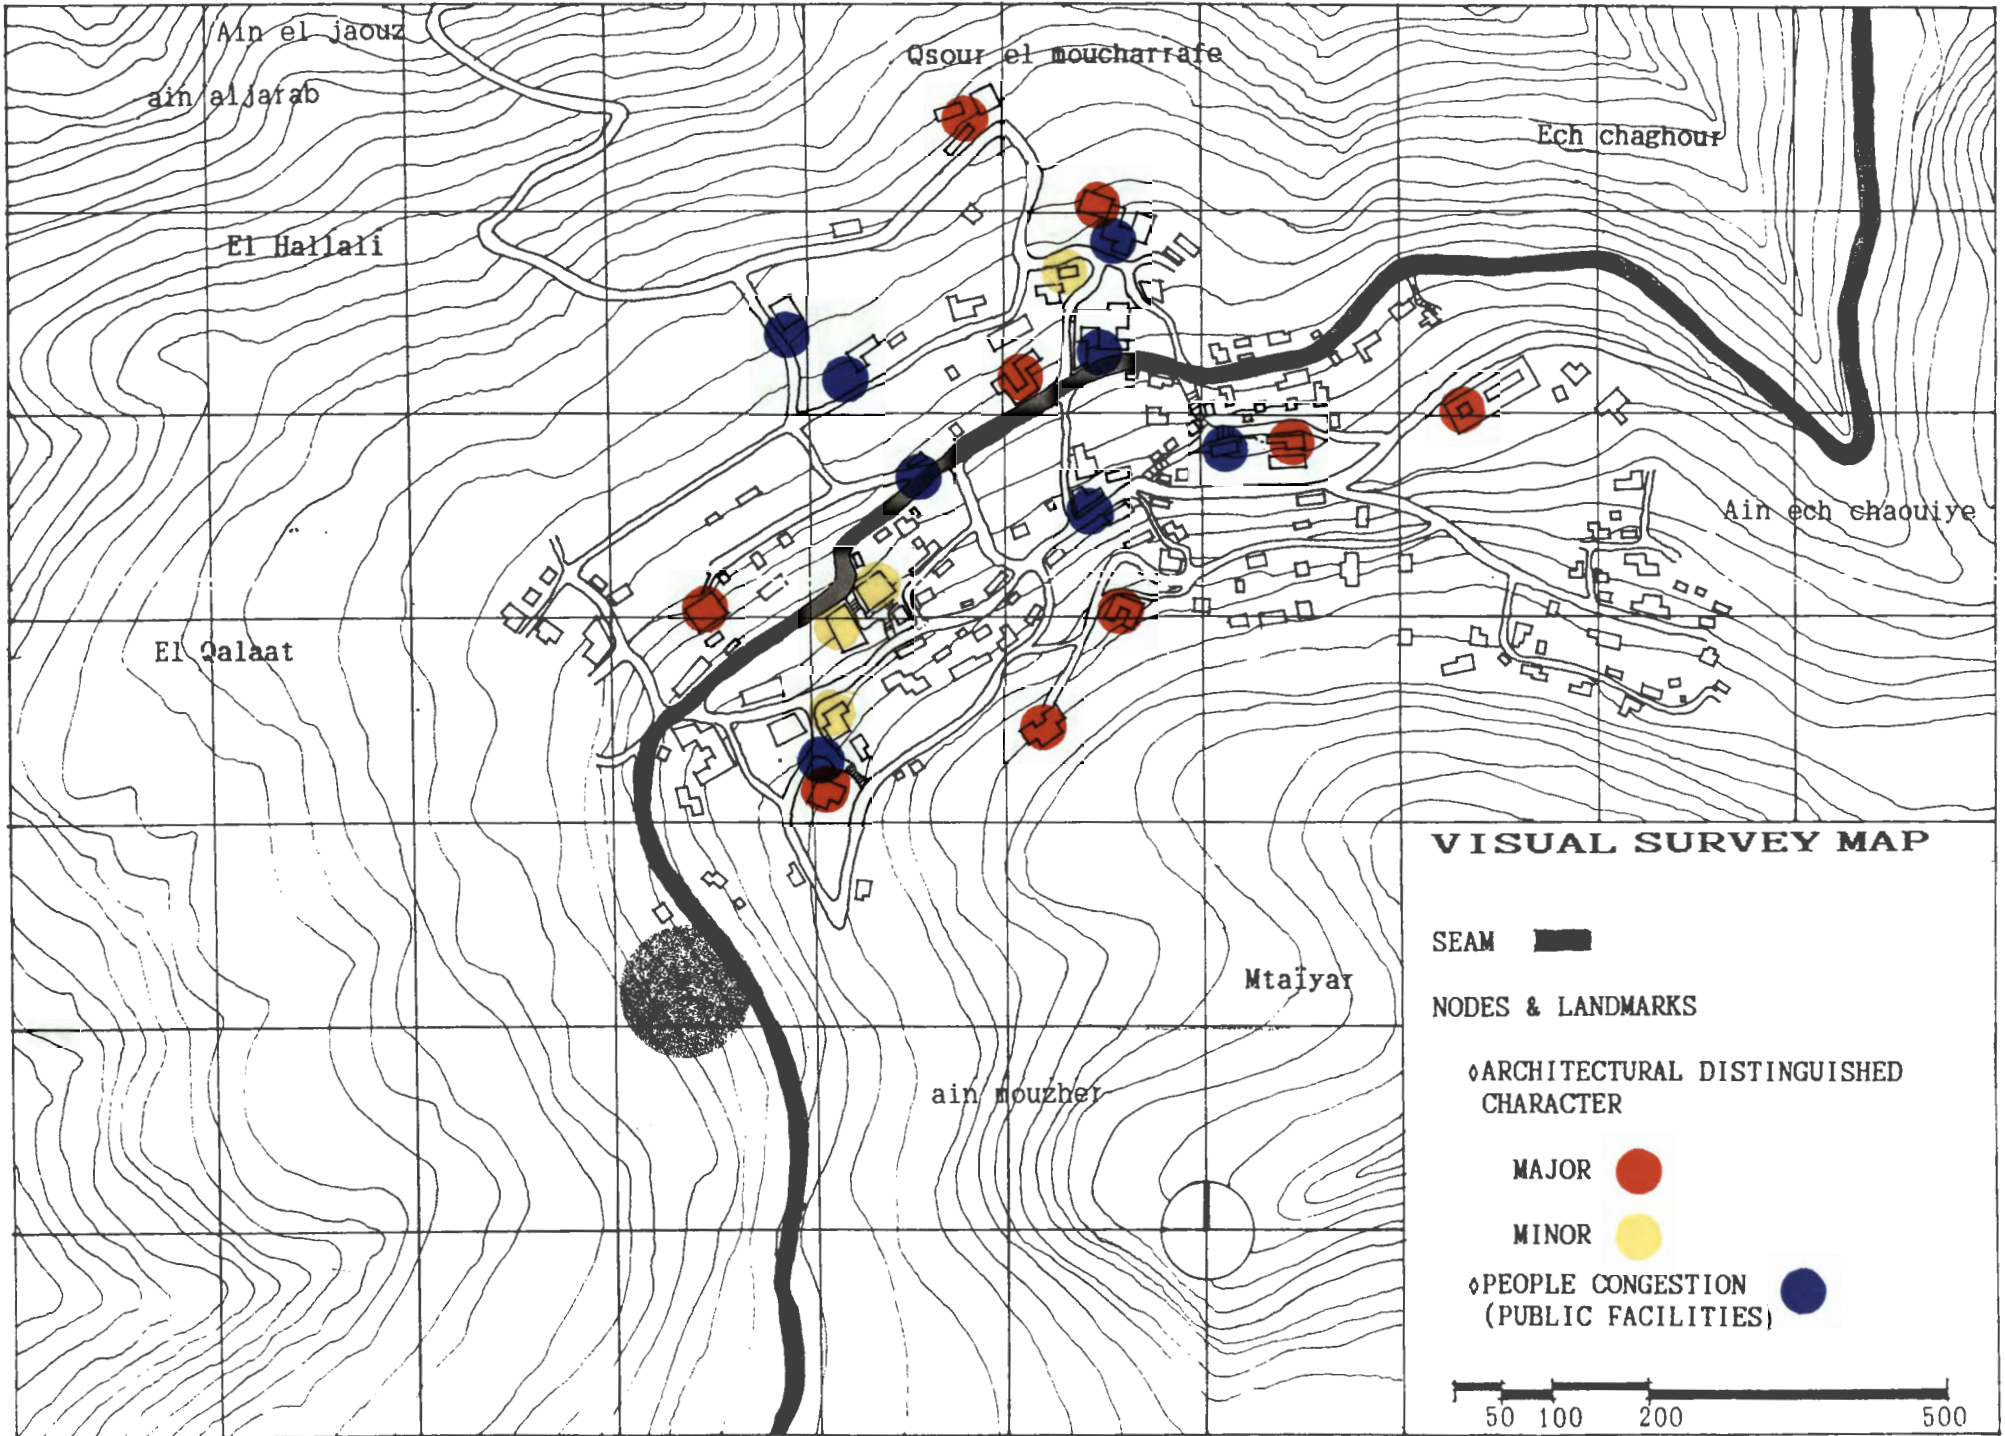 Ain el jaouz
Qsour el moucharrafe
ain aljarab
Ech chaghour
El Hallali
Ain ech chaouiye
El Qalaat
VISUAL SURVEY MAP
SEAM
Mtaïyar
NODES & LANDMARKS
◊ARCHITECTURAL DISTINGUISHED
CHARACTER
ain mouzher
MAJOR
MINOR
◊PEOPLE CONGESTION
(PUBLIC FACILITIES)
50 100 200 500